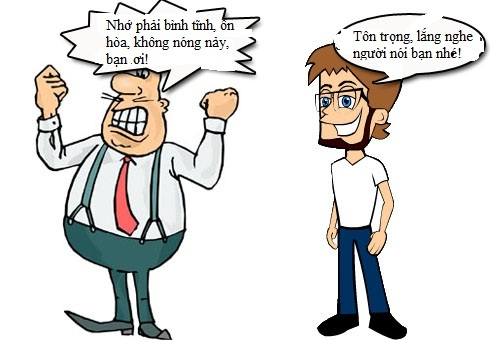 Nhớ phải bình tĩnh, ôn
hòa, không nóng nảy,
bạn ơi!
Tôn trọng, lắng nghe
người nói bạn nhé!